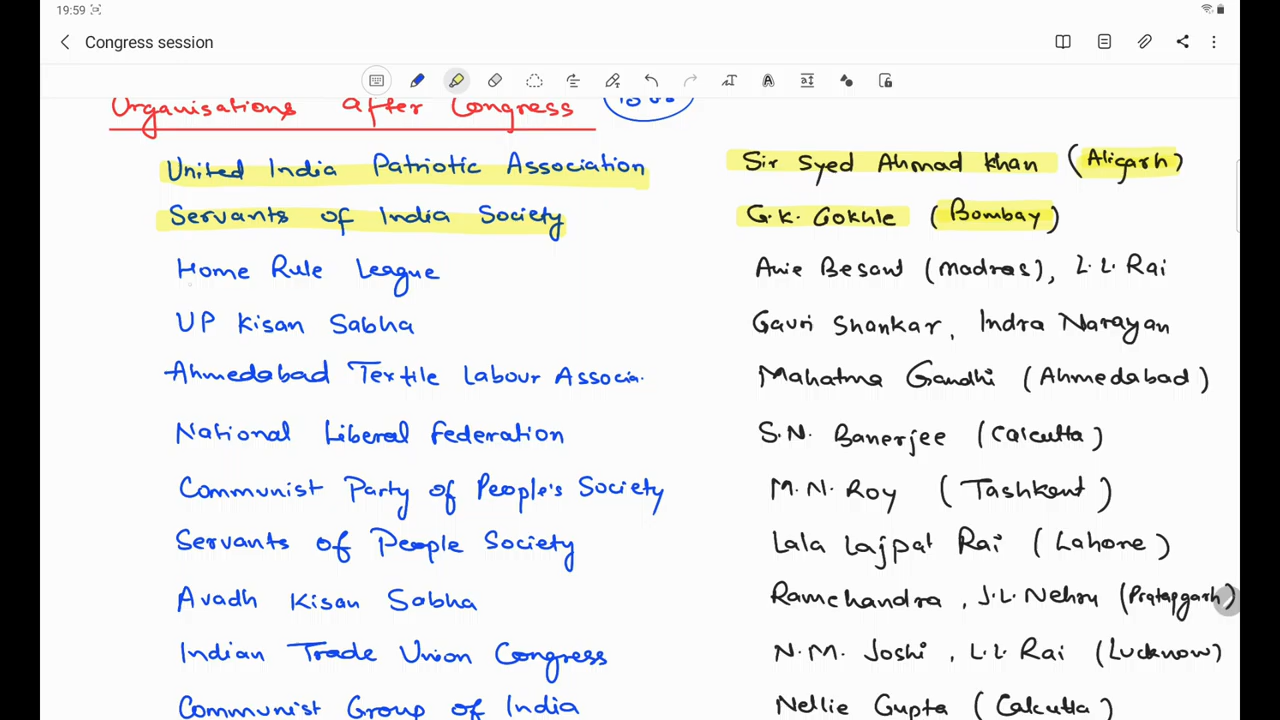 19:59
Congress session
Organisations After Congress
United India Patriotic Association Sir Syed Ahmad Khan (Aligarh)
Servants of India Society G.K. Gokhle (Bombay)
Home Rule League Anie Besant (Madras), L.L. Rai
UP Kisan Sabha Gauri Shankar, Indra Narayan
Ahmedabad Textile Labour Associa. Mahatma Gandhi (Ahmedabad)
National Liberal Federation S.N. Banerjee (Calcutta)
Communist Party of People's Society M.N. Roy (Tashkent)
Servants of People Society Lala Lajpat Rai (Lahore)
Avadh Kisan Sabha Ramchandra, J.L. Nehru (Pratapgarh)
Indian Trade Union Congress N.M. Joshi, L.L. Rai (Lucknow)
Communist Group of India Nellie Gupta (Calcutta)